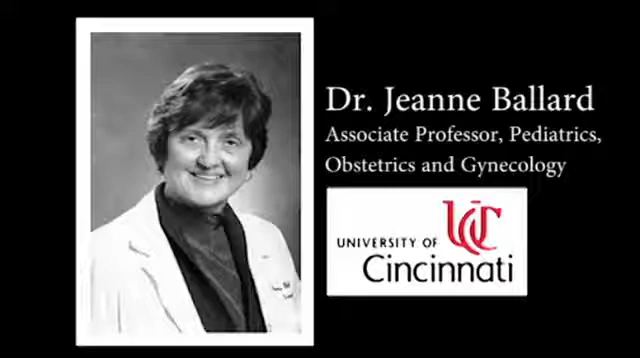 Dr. Jeanne Ballard
Associate Professor, Pediatrics,
Obstetrics and Gynecology
UC
UNIVERSITY OF
Cincinnati